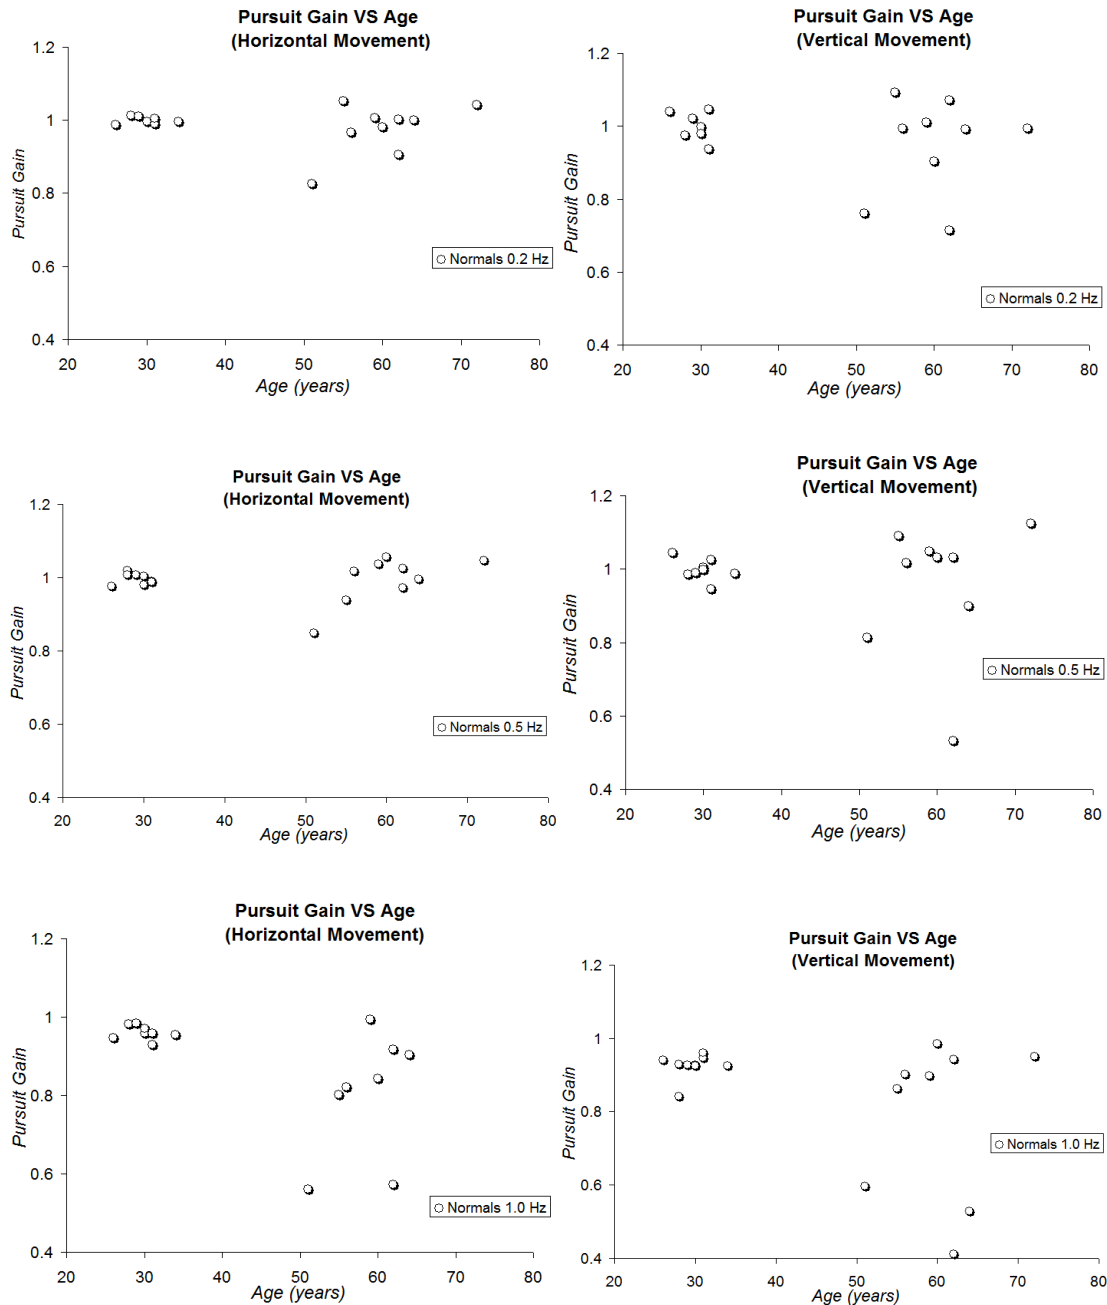 Pursuit Gain VS Age
(Horizontal Movement)
1.2
1
0.8
0.6
0.4
Pursuit Gain
Normals 0.2 Hz
20 30 40 50 60 70 80
Age (years)
Pursuit Gain VS Age
(Vertical Movement)
1.2
1
0.8
0.6
0.4
Pursuit Gain
Normals 0.2 Hz
20 30 40 50 60 70 80
Age (years)
Pursuit Gain VS Age
(Horizontal Movement)
1.2
1
0.8
0.6
0.4
Pursuit Gain
Normals 0.5 Hz
20 30 40 50 60 70 80
Age (years)
Pursuit Gain VS Age
(Vertical Movement)
1.2
1
0.8
0.6
0.4
Pursuit Gain
Normals 0.5 Hz
20 30 40 50 60 70 80
Age (years)
Pursuit Gain VS Age
(Horizontal Movement)
1.2
1
0.8
0.6
0.4
Pursuit Gain
Normals 1.0 Hz
20 30 40 50 60 70 80
Age (years)
Pursuit Gain VS Age
(Vertical Movement)
1.2
1
0.8
0.6
0.4
Pursuit Gain
Normals 1.0 Hz
20 30 40 50 60 70 80
Age (years)